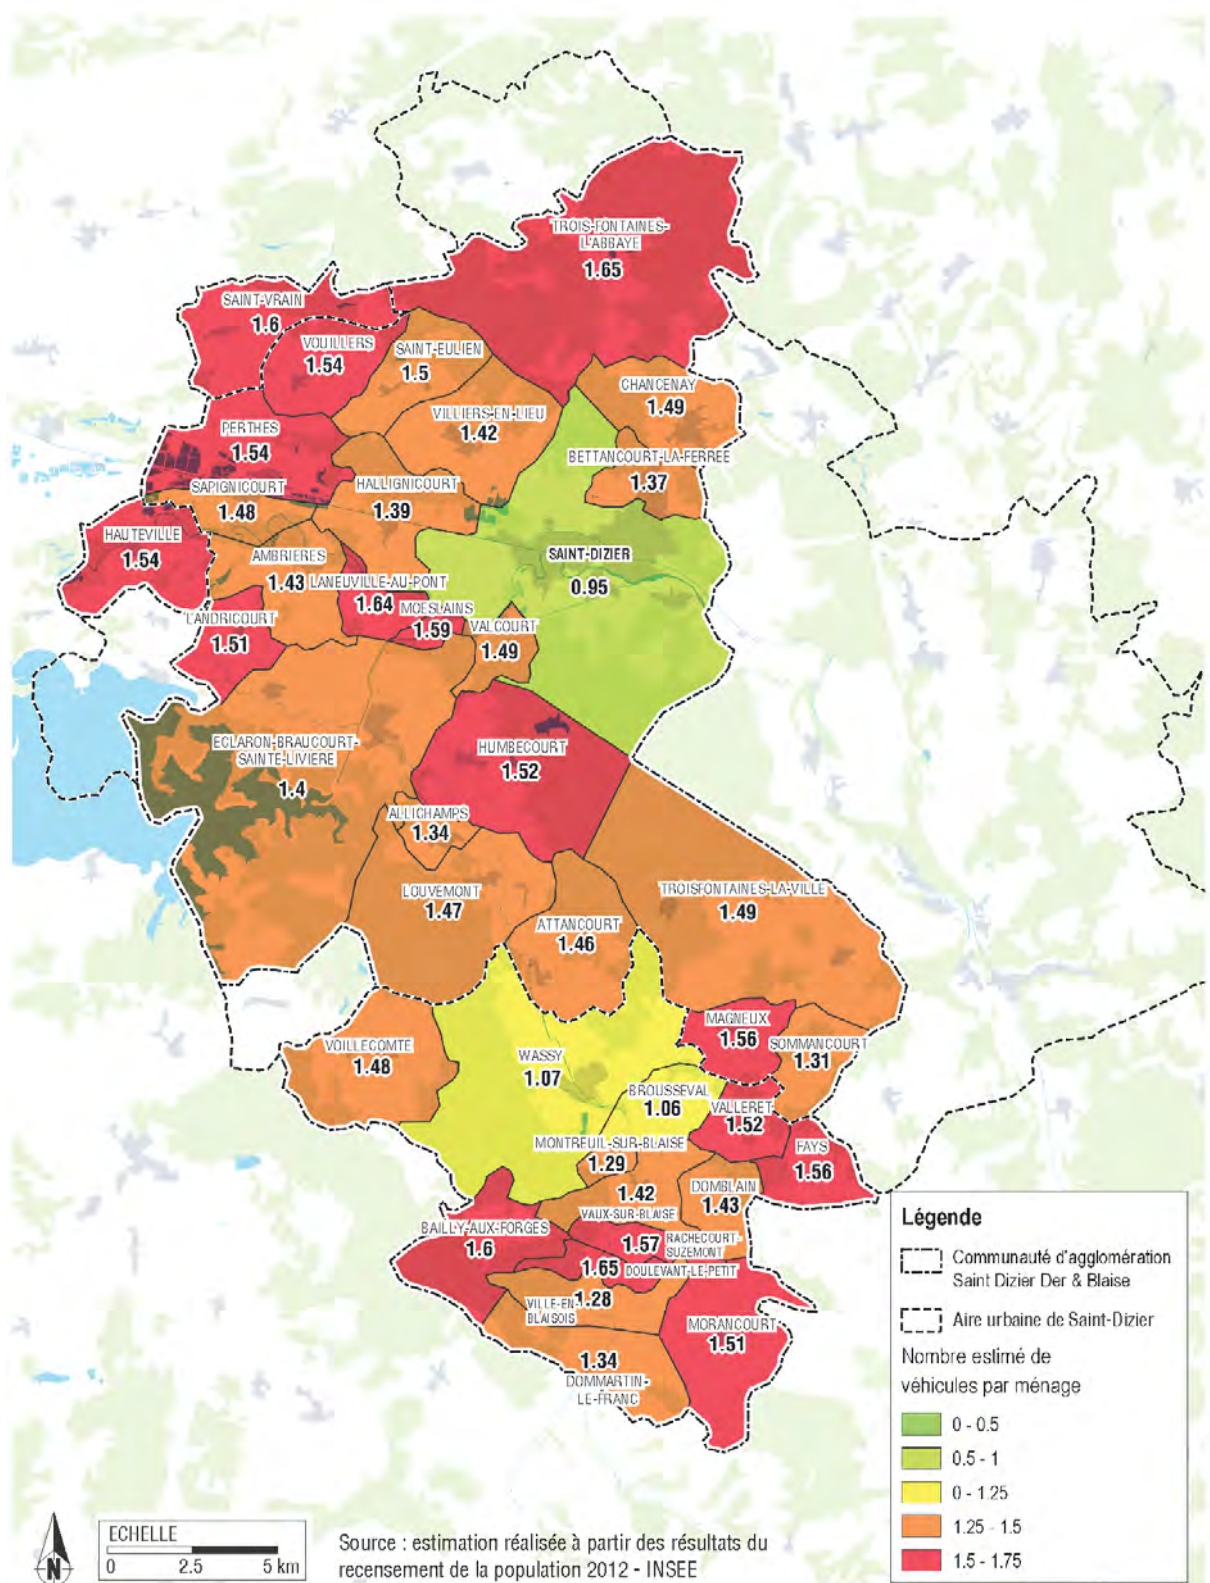 TROIS-FONTAINES-
L'ABBAYE
1.65
SAINT-VRAIN
1.6
VOUILLERS
1.54
SAINT-EULIEN
1.5
CHANCENAY
1.49
VILLIERS-EN-LIEU
1.42
PERTHES
1.54
BETTANCOURT-LA-FERREE
1.37
SAPIGNICOURT
1.48
HALLIGNICOURT
1.39
HAUTEVILLE
1.54
AMBRIERES
1.43
SAINT-DIZIER
0.95
LANEUVILLE-AU-PONT
1.64
MOESLAINS
1.59
LANDRICOURT
1.51
VALCOURT
1.49
ECLARON-BRAUCOURT-
SAINTE-LIVIERE
1.4
HUMBECOURT
1.52
ALLICHAMPS
1.34
LOUVEMONT
1.47
TROISFONTAINES-LA-VILLE
1.49
ATTANCOURT
1.46
MAGNEUX
1.56
SOMMANCOURT
1.31
VOILLECOMTE
1.48
WASSY
1.07
BROUSSEVAL
1.06
VALLERET
1.52
MONTREUIL-SUR-BLAISE
1.29
FAYS
1.56
1.42
VAUX-SUR-BLAISE
DOMBLAIN
1.43
BAILLY-AUX-FORGES
1.6
1.57
RACHECOURT-
SUZEMONT
1.65
DOULEVANT-LE-PETIT
1.28
VILLE-EN-
BLAISOIS
MORANCOURT
1.51
1.34
DOMMARTIN-
LE-FRANC
Légende
Communauté d'agglomération
Saint Dizier Der & Blaise
Aire urbaine de Saint-Dizier
Nombre estimé de
véhicules par ménage
0 - 0.5
0.5 - 1
0 - 1.25
1.25 - 1.5
1.5 - 1.75
N
ECHELLE
0 2.5 5 km
Source : estimation réalisée à partir des résultats du
recensement de la population 2012 - INSEE